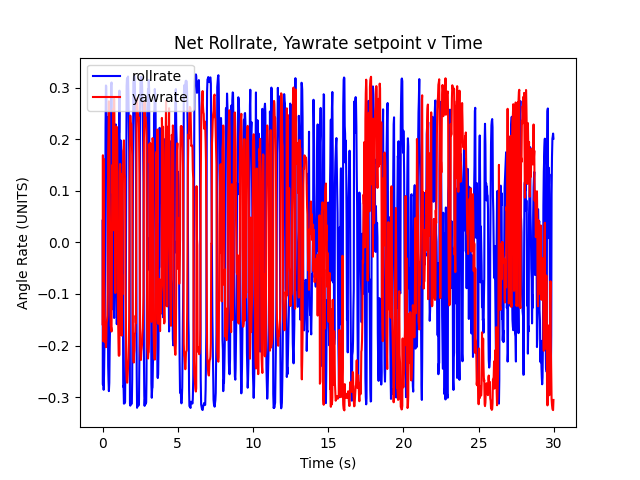 Net Rollrate, Yawrate setpoint v Time
rollrate
yawrate
Angle Rate (UNITS)
0.3
0.2
0.1
0.0
−0.1
−0.2
−0.3
0 5 10 15 20 25 30
Time (s)